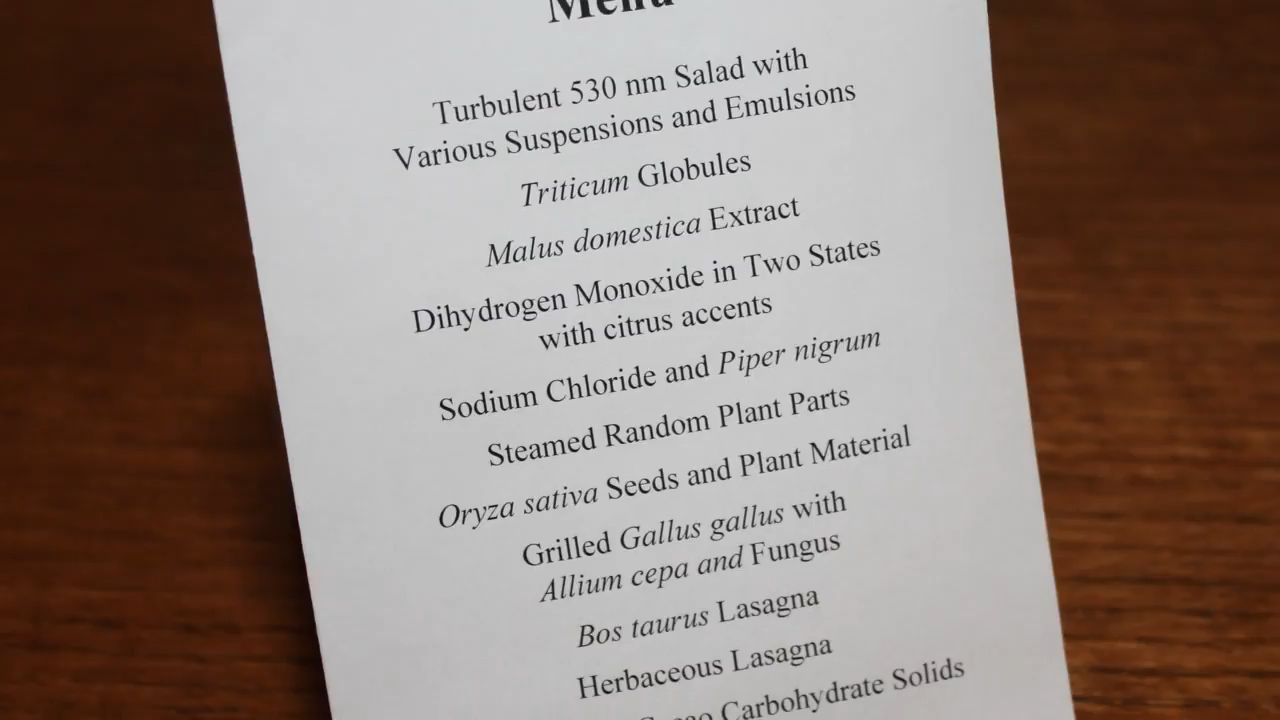 Menu
Turbulent 530 nm Salad with
Various Suspensions and Emulsions
Triticum Globules
Malus domestica Extract
Dihydrogen Monoxide in Two States
with citrus accents
Sodium Chloride and Piper nigrum
Steamed Random Plant Parts
Oryza sativa Seeds and Plant Material
Grilled Gallus gallus with
Allium cepa and Fungus
Bos taurus Lasagna
Herbaceous Lasagna
Carbohydrate Solids